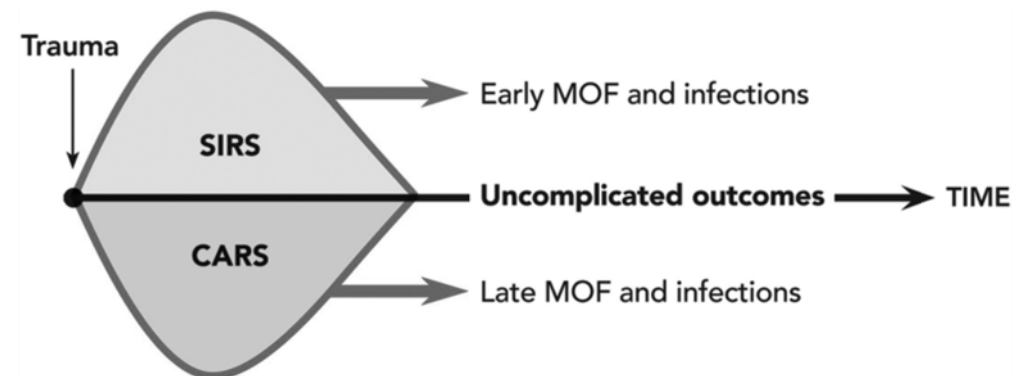 Trauma
Early MOF and infections
SIRS
Uncomplicated outcomes
TIME
CARS
Late MOF and infections